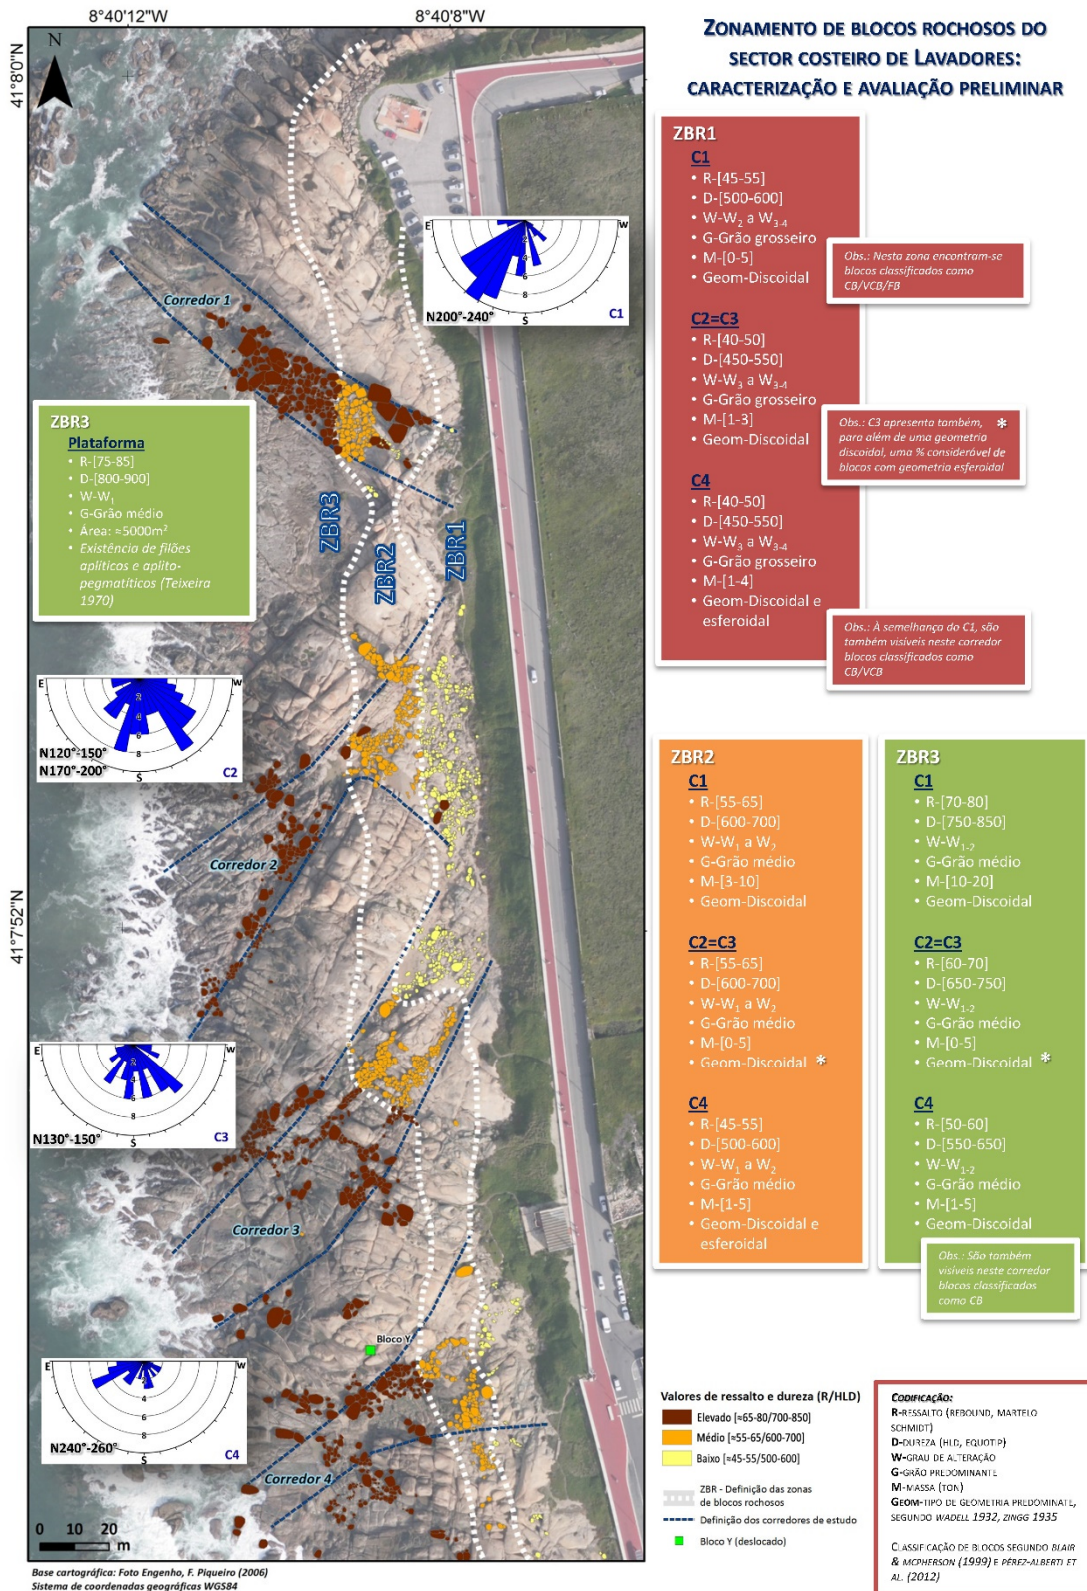 8°40'12"W
8°40'8"W
41°8'0"N
41°7'52"N
N
ZONAMENTO DE BLOCOS ROCHOSOS DO
SECTOR COSTEIRO DE LAVADORES:
CARACTERIZAÇÃO E AVALIAÇÃO PRELIMINAR
ZBR1
C1
• R-[45-55]
• D-[500-600]
• W-W2 a W3-4
• G-Grão grosseiro
• M-[0-5]
• Geom-Discoidal
Obs.: Nesta zona encontram-se
blocos classificados como
CB/VCB/FB
C2=C3
• R-[40-50]
• D-[450-550]
• W-W3 a W3-4
• G-Grão grosseiro
• M-[1-3]
• Geom-Discoidal
Obs.: C3 apresenta também, *
para além de uma geometria
discoidal, uma % considerável de
blocos com geometria esferoidal
C4
• R-[40-50]
• D-[450-550]
• W-W3 a W3-4
• G-Grão grosseiro
• M-[1-4]
• Geom-Discoidal e
esferoidal
Obs.: À semelhança do C1, são
também visíveis neste corredor
blocos classificados como
CB/VCB
E
W
2
4
6
8
S
N200°-240°
C1
Corredor 1
ZBR3
Plataforma
• R-[75-85]
• D-[800-900]
• W-W1
• G-Grão médio
• Área: ≈5000m²
• Existência de filões
aplíticos e aplito-
pegmatíticos (Teixeira
1970)
ZBR3
ZBR2
ZBR1
E
W
2
4
6
8
S
N120°-150°
N170°-200°
C2
Corredor 2
E
W
2
4
6
8
S
N130°-150°
C3
Corredor 3
Bloco Y
E
W
2
4
6
8
S
N240°-260°
C4
Corredor 4
0 10 20
m
ZBR2
C1
• R-[55-65]
• D-[600-700]
• W-W1 a W2
• G-Grão médio
• M-[3-10]
• Geom-Discoidal
C2=C3
• R-[55-65]
• D-[600-700]
• W-W1 a W2
• G-Grão médio
• M-[0-5]
• Geom-Discoidal *
C4
• R-[45-55]
• D-[500-600]
• W-W1 a W2
• G-Grão médio
• M-[1-5]
• Geom-Discoidal e
esferoidal
ZBR3
C1
• R-[70-80]
• D-[750-850]
• W-W1-2
• G-Grão médio
• M-[10-20]
• Geom-Discoidal
C2=C3
• R-[60-70]
• D-[650-750]
• W-W1-2
• G-Grão médio
• M-[0-5]
• Geom-Discoidal *
C4
• R-[50-60]
• D-[550-650]
• W-W1-2
• G-Grão médio
• M-[1-5]
• Geom-Discoidal
Obs.: São também
visíveis neste corredor
blocos classificados
como CB
Valores de ressalto e dureza (R/HLD)
Elevado [≈65-80/700-850]
Médio [≈55-65/600-700]
Baixo [≈45-55/500-600]
ZBR - Definição das zonas
de blocos rochosos
Definição dos corredores de estudo
Bloco Y (deslocado)
CODIFICAÇÃO:
R-RESSALTO (REBOUND, MARTELO
SCHMIDT)
D-DUREZA (HLD, EQUOTIP)
W-GRAU DE ALTERAÇÃO
G-GRÃO PREDOMINANTE
M-MASSA (TON)
GEOM-TIPO DE GEOMETRIA PREDOMINATE,
SEGUNDO WADELL 1932, ZINGG 1935
CLASSIFICAÇÃO DE BLOCOS SEGUNDO BLAIR
& MCPHERSON (1999) E PÉREZ-ALBERTI ET
AL. (2012)
Base cartográfica: Foto Engenho, F. Piqueiro (2006)
Sistema de coordenadas geográficas WGS84